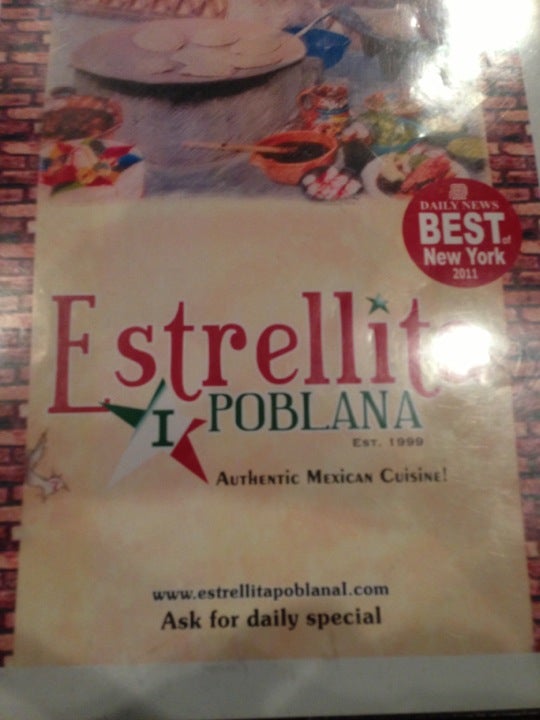 DAILY NEWS
BEST of
New York
2011
Estrellita
I POBLANA
EST. 1999
Authentic Mexican Cuisine!
www.estrellitapoblanaI.com
Ask for daily special